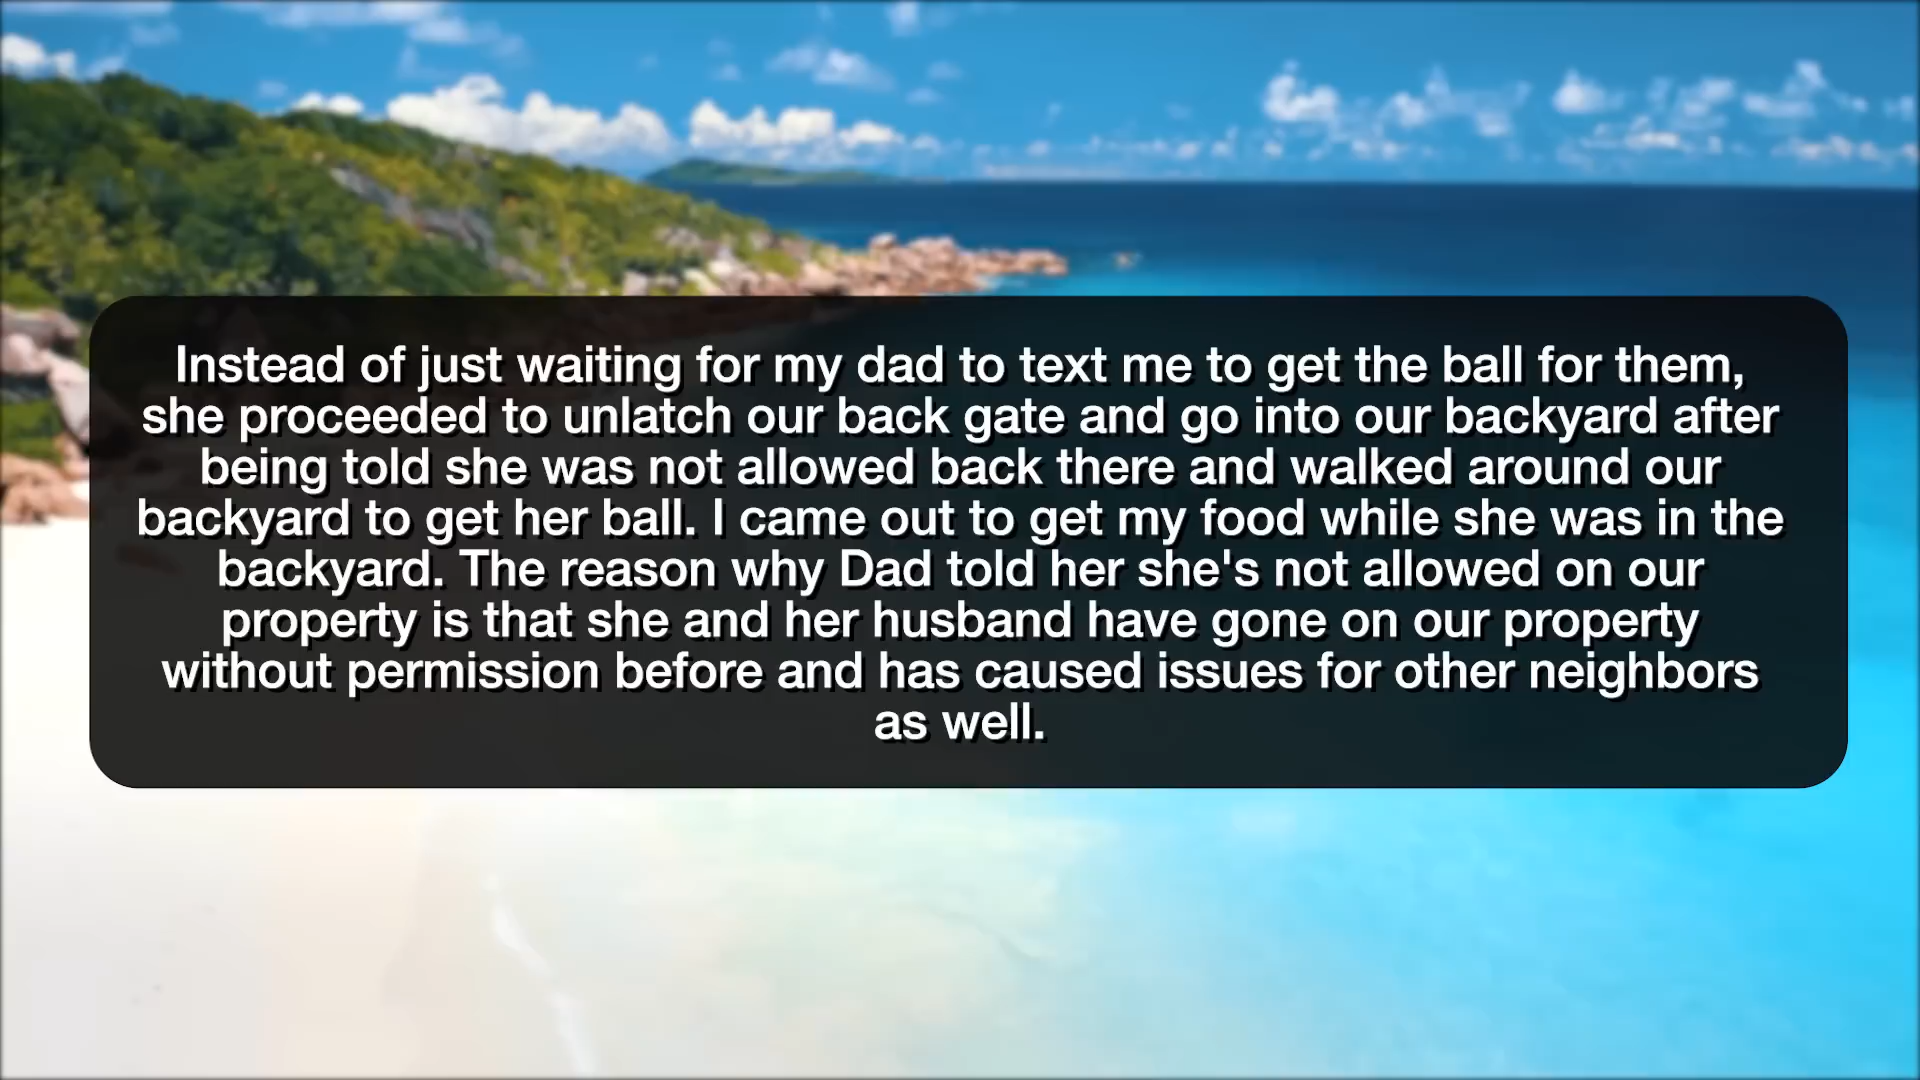 Instead of just waiting for my dad to text me to get the ball for them,
she proceeded to unlatch our back gate and go into our backyard after
being told she was not allowed back there and walked around our
backyard to get her ball. I came out to get my food while she was in the
backyard. The reason why Dad told her she's not allowed on our
property is that she and her husband have gone on our property
without permission before and has caused issues for other neighbors
as well.